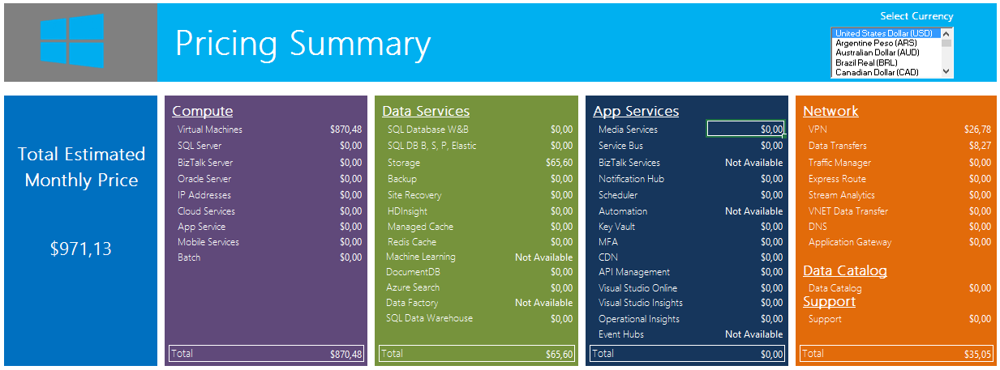 Pricing Summary
Select Currency
United States Dollar (USD)
Argentine Peso (ARS)
Australian Dollar (AUD)
Brazil Real (BRL)
Canadian Dollar (CAD)
Total Estimated
Monthly Price
$971,13
Compute
Virtual Machines $870,48
SQL Server $0,00
BizTalk Server $0,00
Oracle Server $0,00
IP Addresses $0,00
Cloud Services $0,00
App Service $0,00
Mobile Services $0,00
Batch $0,00
Total $870,48
Data Services
SQL Database W&B $0,00
SQL DB B, S, P, Elastic $0,00
Storage $65,60
Backup $0,00
Site Recovery $0,00
HDInsight $0,00
Managed Cache $0,00
Redis Cache $0,00
Machine Learning Not Available
DocumentDB $0,00
Azure Search $0,00
Data Factory Not Available
SQL Data Warehouse $0,00
Total $65,60
App Services
Media Services $0,00
Service Bus $0,00
BizTalk Services Not Available
Notification Hub $0,00
Scheduler $0,00
Automation Not Available
Key Vault $0,00
MFA $0,00
CDN $0,00
API Management $0,00
Visual Studio Online $0,00
Visual Studio Insights $0,00
Operational Insights $0,00
Event Hubs Not Available
Total $0,00
Network
VPN $26,78
Data Transfers $8,27
Traffic Manager $0,00
Express Route $0,00
Stream Analytics $0,00
VNET Data Transfer $0,00
DNS $0,00
Application Gateway $0,00
Data Catalog
Data Catalog $0,00
Support
Support $0,00
Total $35,05